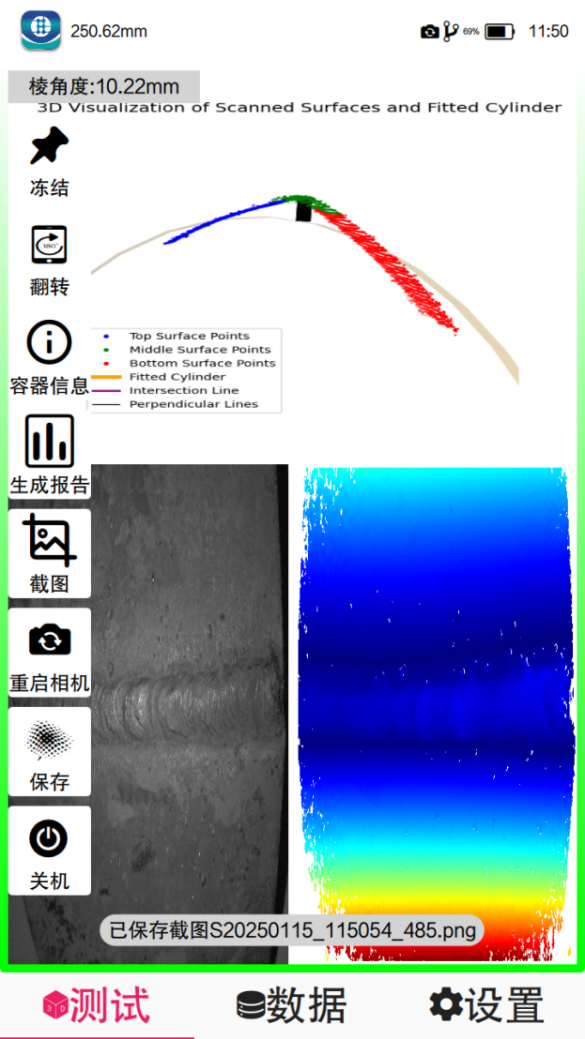 250.62mm
69%
11:50
棱角度:10.22mm
3D Visualization of Scanned Surfaces and Fitted Cylinder
冻结
180°
翻转
Top Surface Points
Middle Surface Points
Bottom Surface Points
Fitted Cylinder
Intersection Line
Perpendicular Lines
容器信息
生成报告
截图
重启相机
保存
关机
已保存截图S20250115_115054_485.png
3D
测试
数据
设置